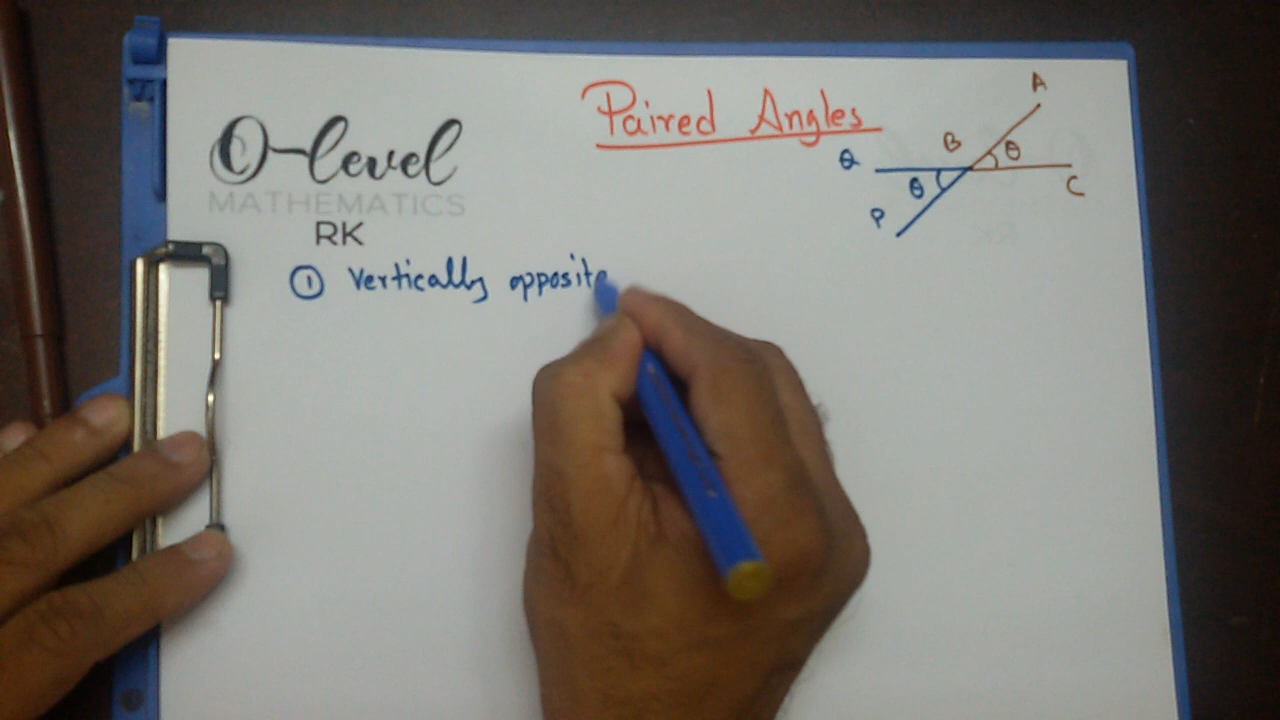 Paired Angles
A
B
θ
Q
C
θ
P
O-level
MATHEMATICS
RK
① Vertically opposite